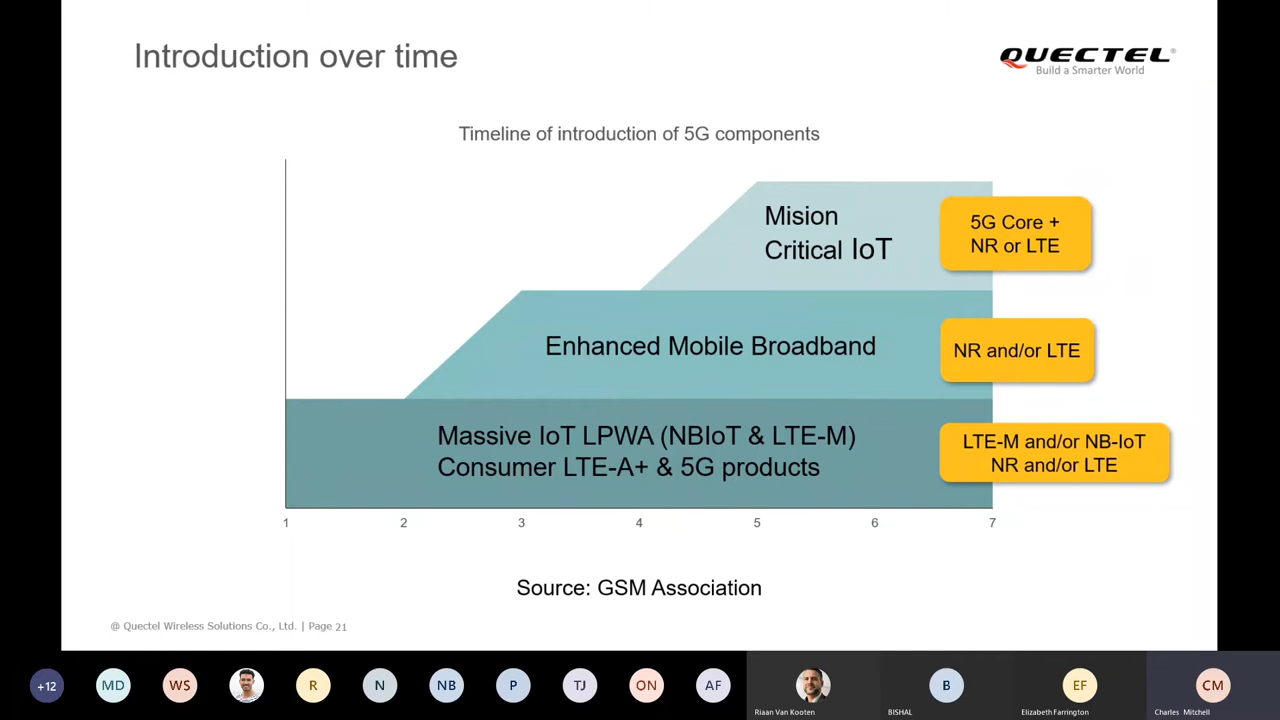 Introduction over time
QUECTEL®
Build a Smarter World
Timeline of introduction of 5G components
Mision
Critical IoT
5G Core +
NR or LTE
Enhanced Mobile Broadband
NR and/or LTE
Massive IoT LPWA (NBIoT & LTE-M)
Consumer LTE-A+ & 5G products
LTE-M and/or NB-IoT
NR and/or LTE
1 2 3 4 5 6 7
Source: GSM Association
@ Quectel Wireless Solutions Co., Ltd. | Page 21
+12 MD WS R N NB P TJ ON AF B EF CM
Riaan Van Kooten BISHAL Elizabeth Farrington Charles Mitchell